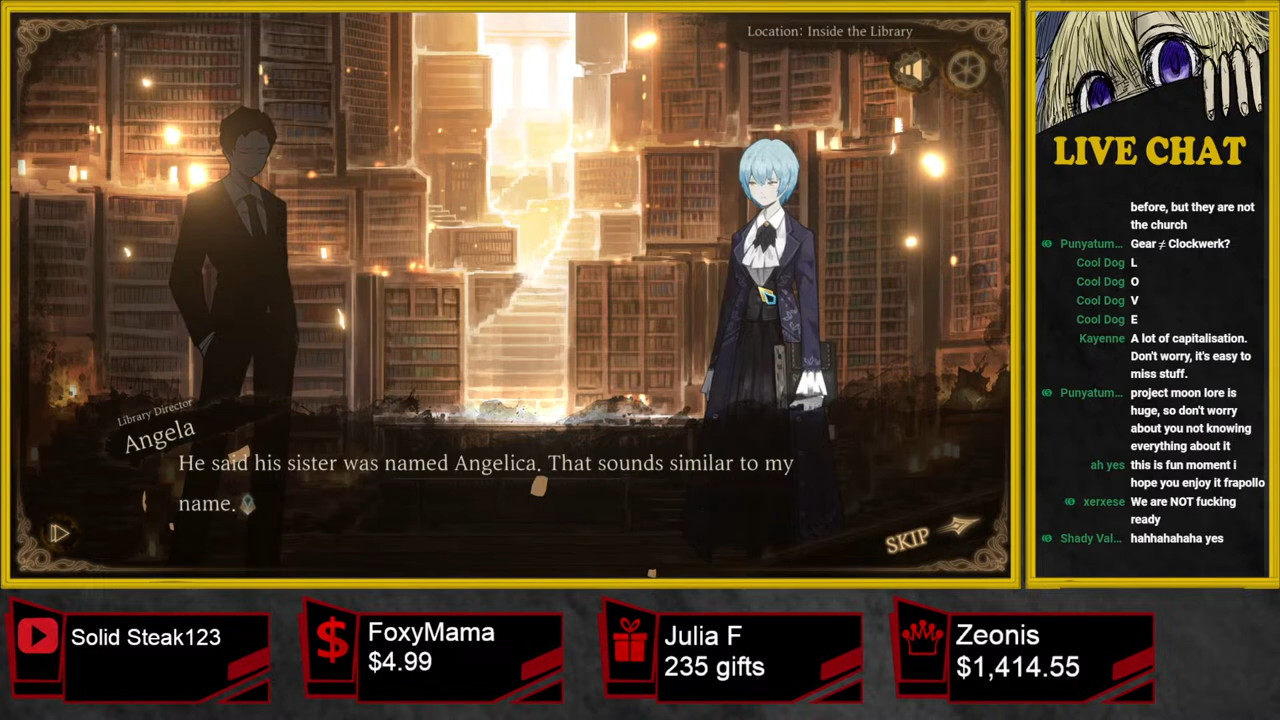 Location: Inside the Library
Library Director
Angela
He said his sister was named Angelica. That sounds similar to my
name.
SKIP
LIVE CHAT
before, but they are not
the church
Punyatum... Gear ≠ Clockwerk?
Cool Dog L
Cool Dog O
Cool Dog V
Cool Dog E
Kayenne A lot of capitalisation.
Don't worry, it's easy to
miss stuff.
Punyatum... project moon lore is
huge, so don't worry
about you not knowing
everything about it
ah yes this is fun moment i
hope you enjoy it frapollo
xerxese We are NOT fucking
ready
Shady Val... hahhahahaha yes
Solid Steak123
FoxyMama
$4.99
Julia F
235 gifts
Zeonis
$1,414.55